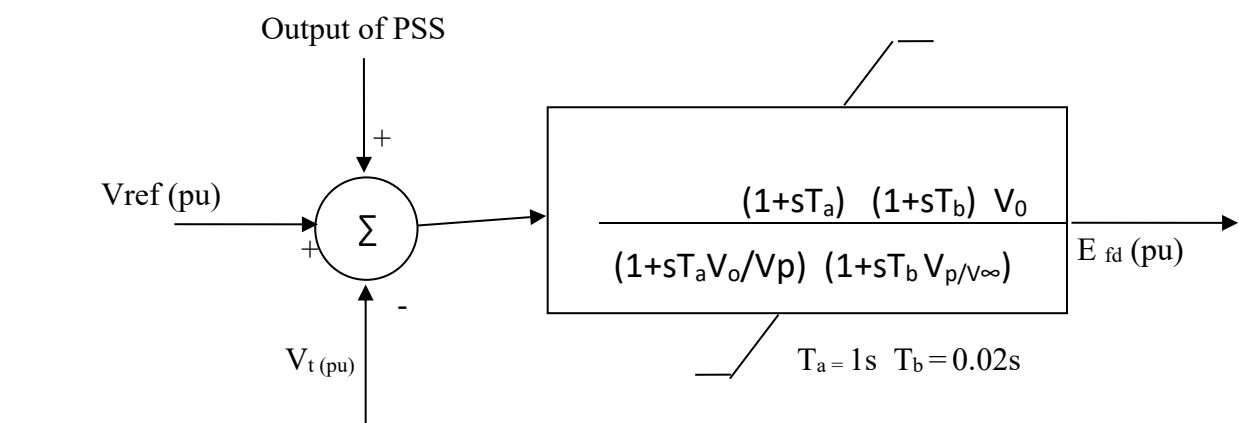 Output of PSS
+
Vref (pu)
+
Σ
-
V_t (pu)
(1+sT_a) (1+sT_b) V_0
(1+sT_aV_o/Vp) (1+sT_b V_p/V∞)
E fd (pu)
T_a = 1s T_b = 0.02s